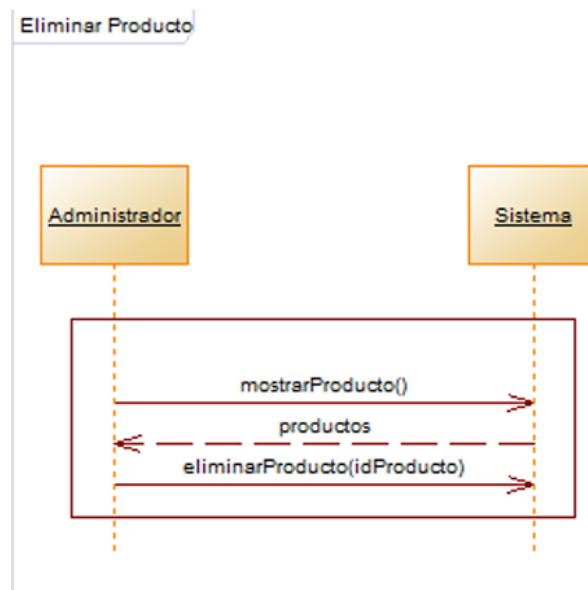 Eliminar Producto
Administrador
Sistema
mostrarProducto()
productos
eliminarProducto(idProducto)